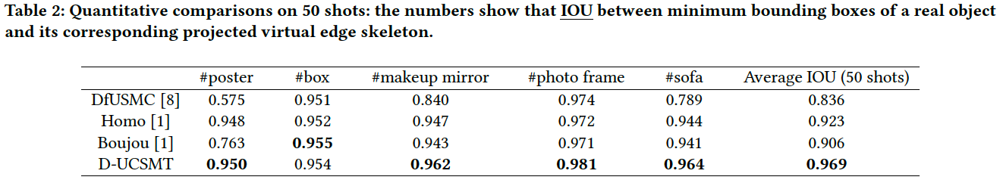 Table 2: Quantitative comparisons on 50 shots: the numbers show that IOU between minimum bounding boxes of a real object
and its corresponding projected virtual edge skeleton.
#poster #box #makeup mirror #photo frame #sofa Average IOU (50 shots)
DfUSMC [8] 0.575 0.951 0.840 0.974 0.789 0.836
Homo [1] 0.948 0.952 0.947 0.972 0.944 0.923
Boujou [1] 0.763 0.955 0.943 0.971 0.941 0.906
D-UCSMT 0.950 0.954 0.962 0.981 0.964 0.969